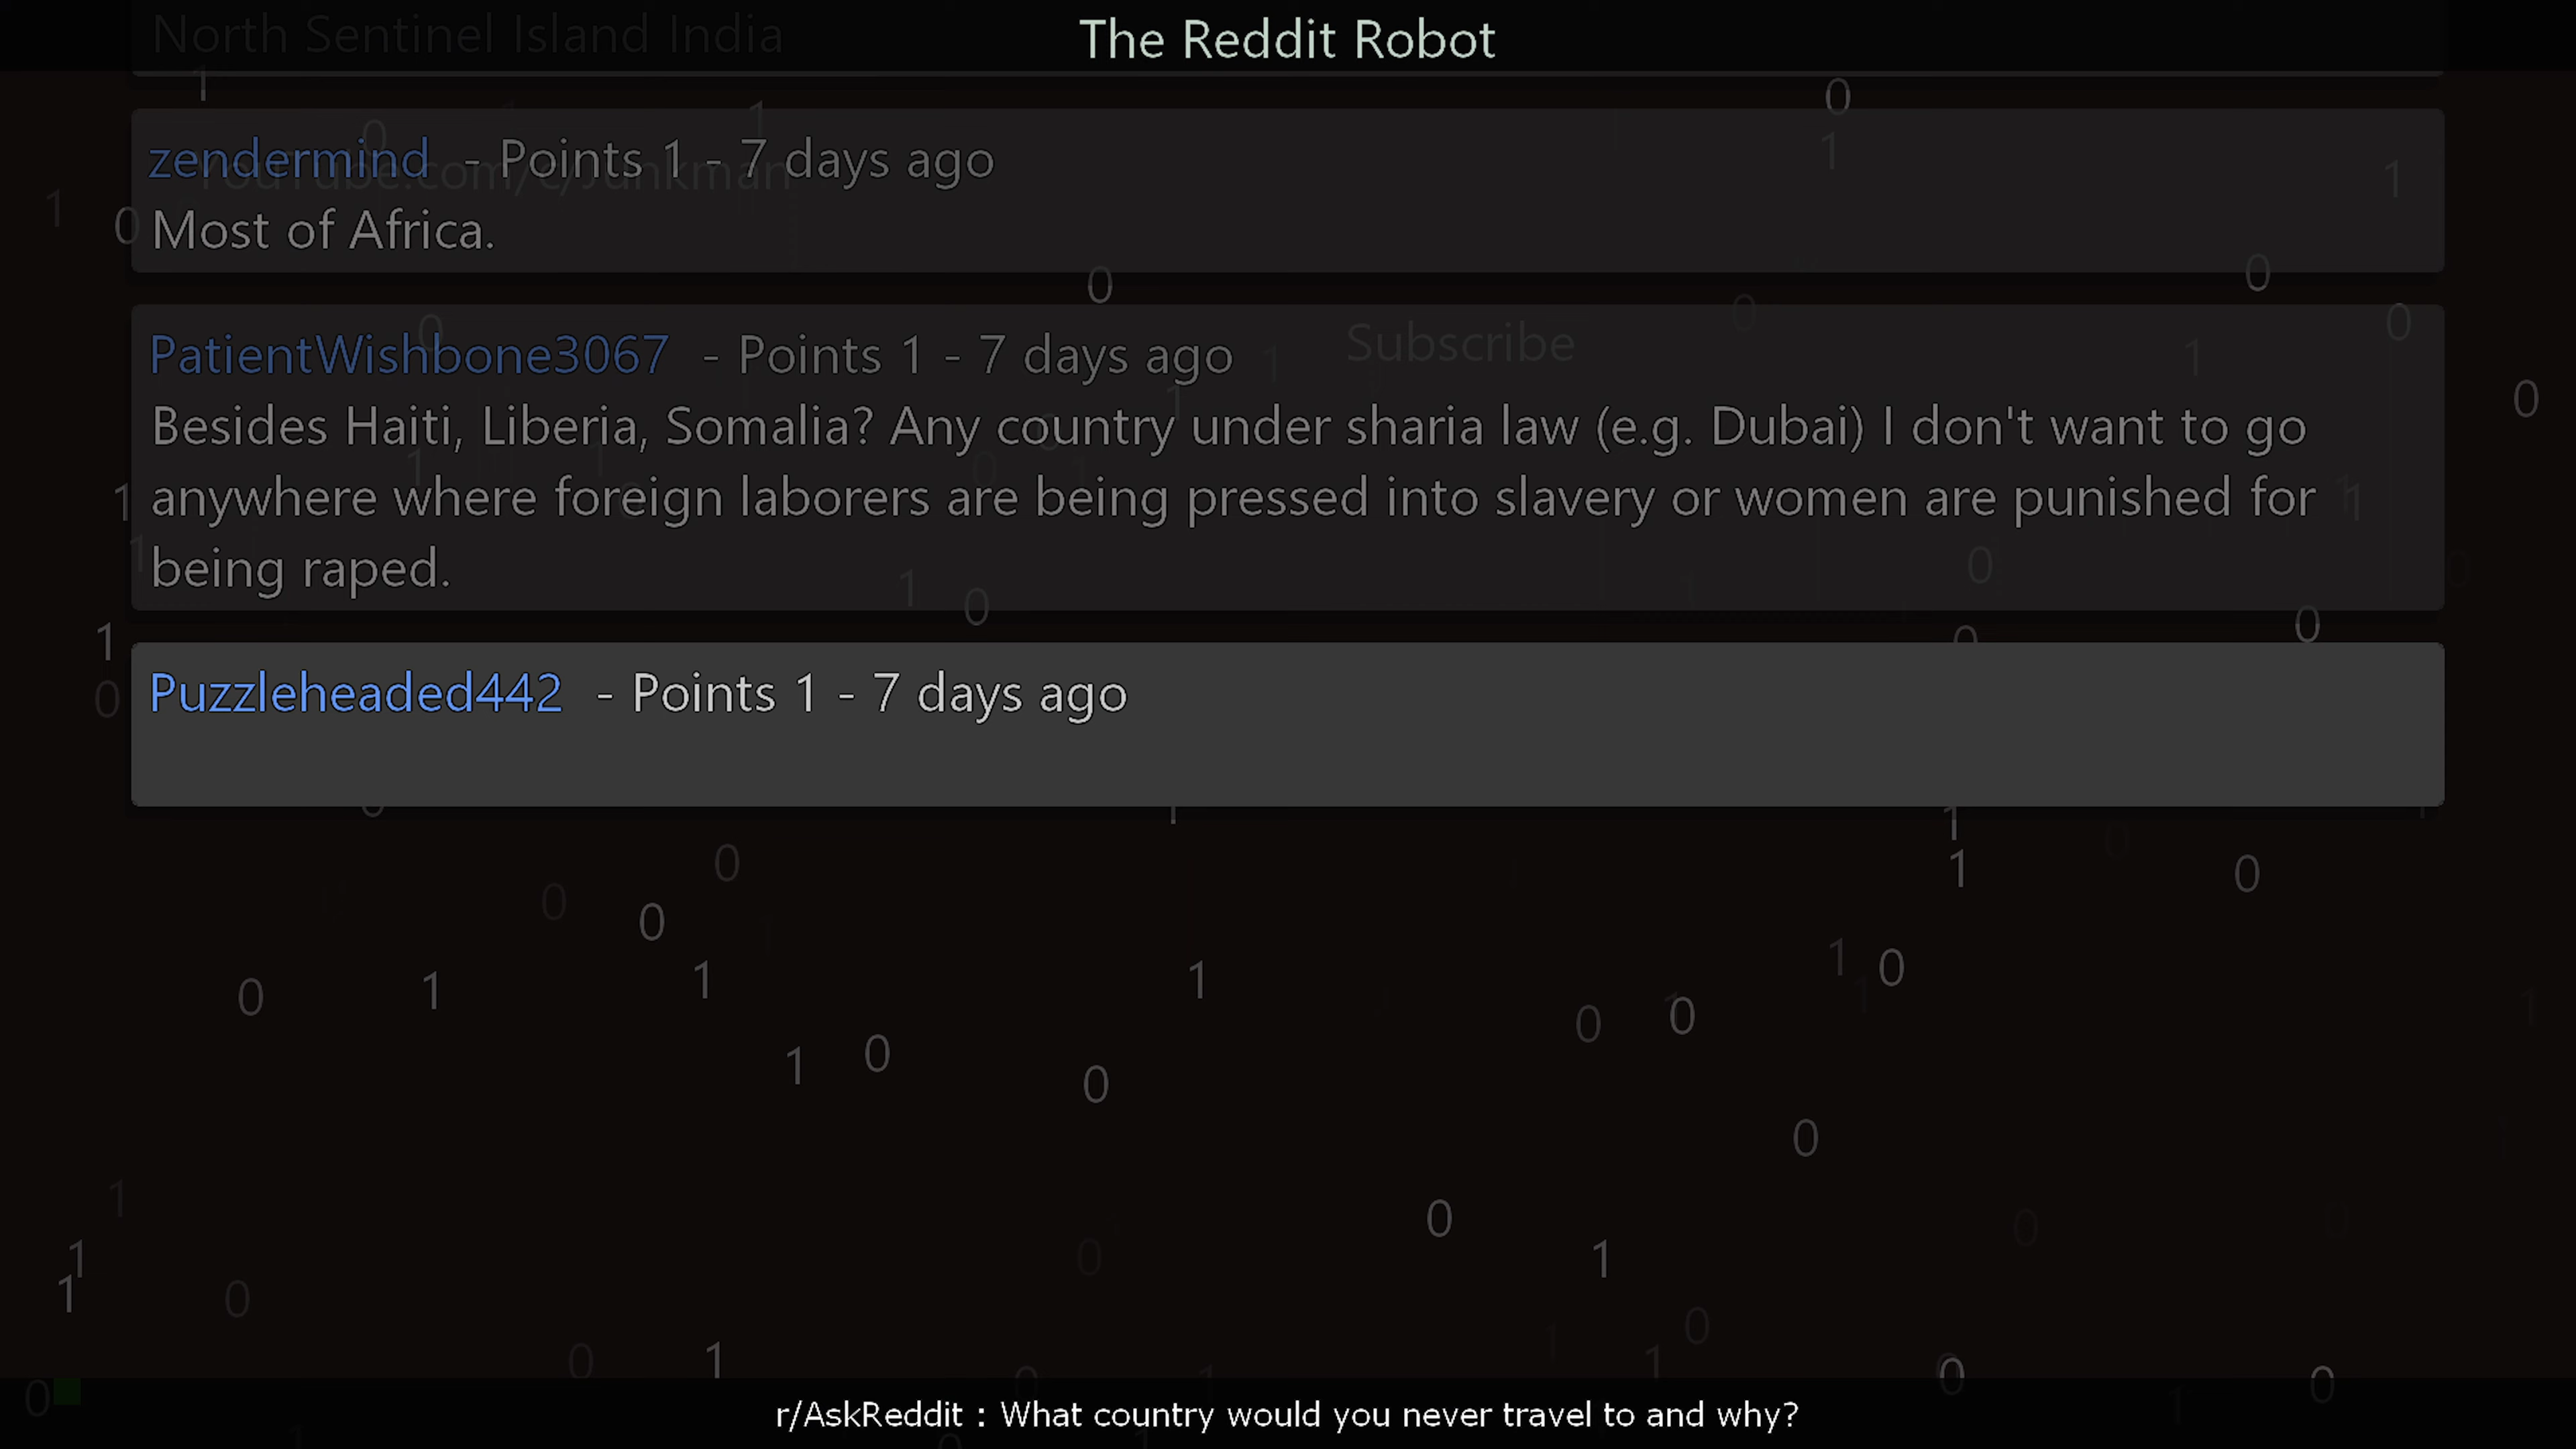 North Sentinel Island India
The Reddit Robot
zendermind - Points 1 - 7 days ago
YouTube.com/c/Junkman
Most of Africa.
PatientWishbone3067 - Points 1 - 7 days ago
Subscribe
Besides Haiti, Liberia, Somalia? Any country under sharia law (e.g. Dubai) I don't want to go
anywhere where foreign laborers are being pressed into slavery or women are punished for
being raped.
Puzzleheaded442 - Points 1 - 7 days ago
r/AskReddit : What country would you never travel to and why?